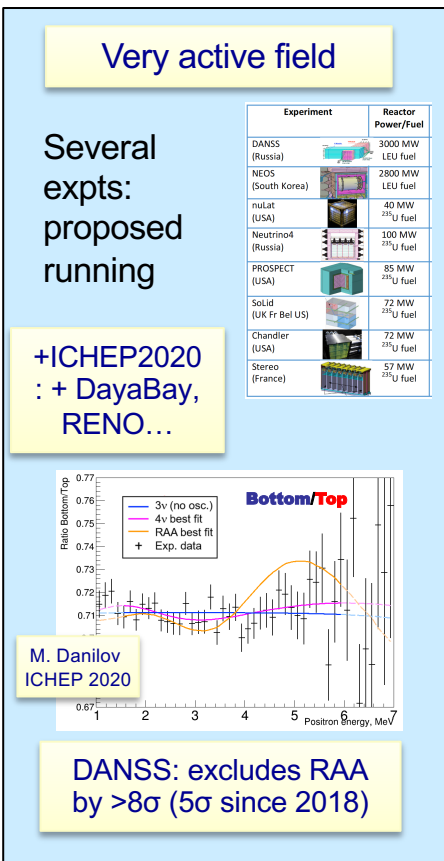 Very active field
Several
expts:
proposed
running
Experiment
Reactor
Power/Fuel
DANSS
(Russia)
3000 MW
LEU fuel
NEOS
(South Korea)
2800 MW
LEU fuel
nuLat
(USA)
40 MW
²³⁵U fuel
Neutrino4
(Russia)
100 MW
²³⁵U fuel
PROSPECT
(USA)
85 MW
²³⁵U fuel
SoLid
(UK Fr Bel US)
72 MW
²³⁵U fuel
Chandler
(USA)
72 MW
²³⁵U fuel
Stereo
(France)
57 MW
²³⁵U fuel
+ICHEP2020
: + DayaBay,
RENO…
Ratio Bottom/Top
0.77
0.76
0.75
0.74
0.73
0.72
0.71
0.67
3ν (no osc.)
4ν best fit
RAA best fit
Exp. data
Bottom/Top
1 2 3 4 5 6 7
Positron energy, MeV
M. Danilov
ICHEP 2020
DANSS: excludes RAA
by >8σ (5σ since 2018)